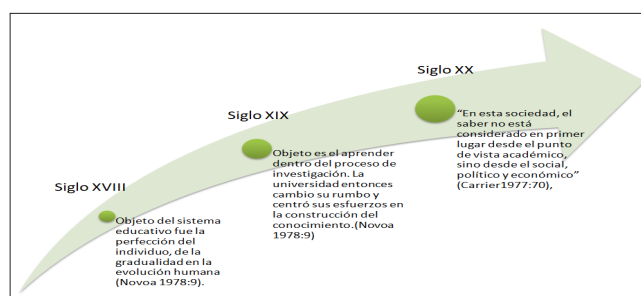 Siglo XVIII
Objeto del sistema
educativo fue la
perfección del
individuo, de la
gradualidad en la
evolución humana
(Novoa 1978:9).
Siglo XIX
Objeto es el aprender
dentro del proceso de
investigación. La
universidad entonces
cambio su rumbo y
centró sus esfuerzos en
la construcción del
conocimiento.(Novoa
1978:9)
Siglo XX
“En esta sociedad, el
saber no está
considerado en primer
lugar desde el punto
de vista académico,
sino desde el social,
político y económico”
(Carrier1977:70),